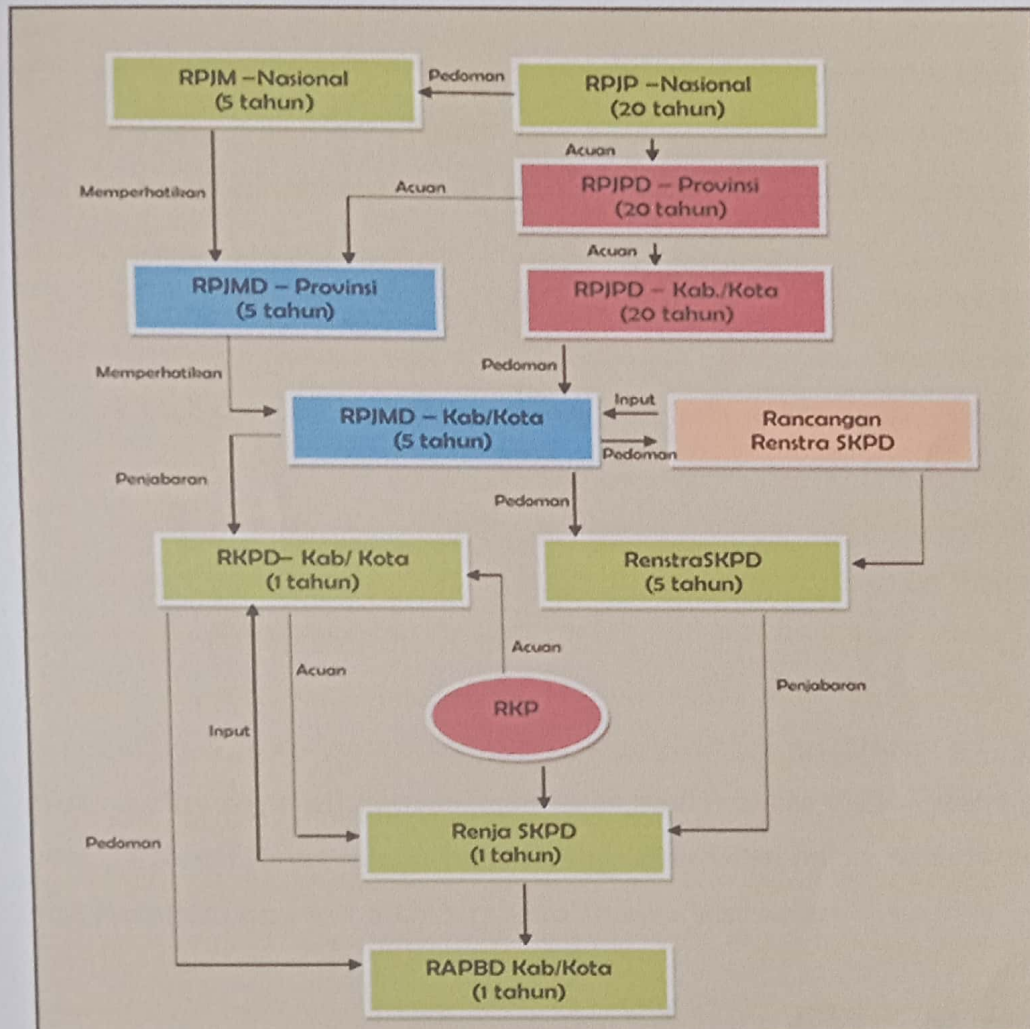 RPJM –Nasional
(5 tahun)
Pedoman
RPJP –Nasional
(20 tahun)
Acuan
Memperhatikan
Acuan
RPJPD – Provinsi
(20 tahun)
Acuan
RPJMD – Provinsi
(5 tahun)
RPJPD – Kab./Kota
(20 tahun)
Memperhatikan
Pedoman
RPJMD – Kab/Kota
(5 tahun)
Input
Pedoman
Rancangan
Renstra SKPD
Penjabaran
Pedoman
RKPD– Kab/ Kota
(1 tahun)
RenstraSKPD
(5 tahun)
Acuan
Acuan
Penjabaran
RKP
Input
Renja SKPD
(1 tahun)
Pedoman
RAPBD Kab/Kota
(1 tahun)